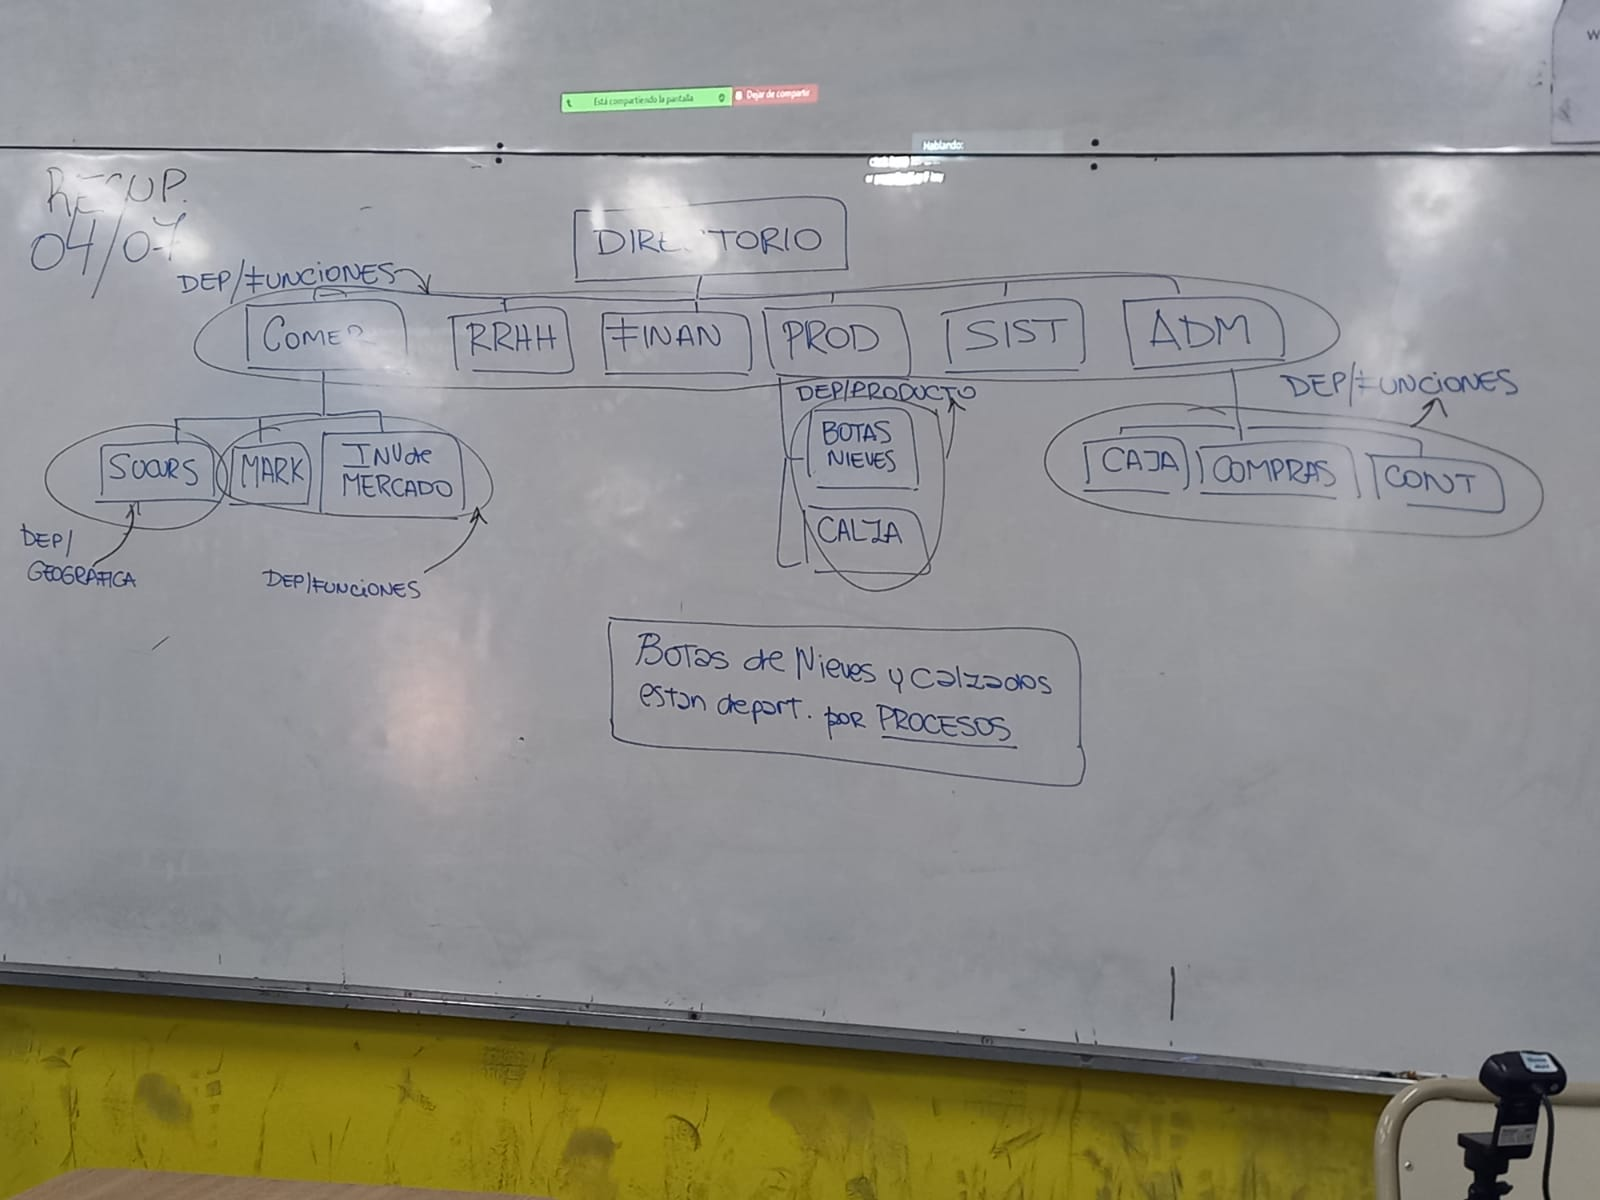 Está compartiendo la pantalla
Dejar de compartir
Hablando:
RECUP.
04/07
DIRECTORIO
DEP/FUNCIONES
COMER
RRHH
FINAN
PROD
SIST
ADM
DEP/PRODUCTO
DEP/FUNCIONES
SUCURS
MARK
INV de
MERCADO
BOTAS
NIEVES
CALZA
CAJA
COMPRAS
CONT
DEP/
GEOGRÁFICA
DEP/FUNCIONES
Botas de Nieves y calzados
estan depart. por PROCESOS